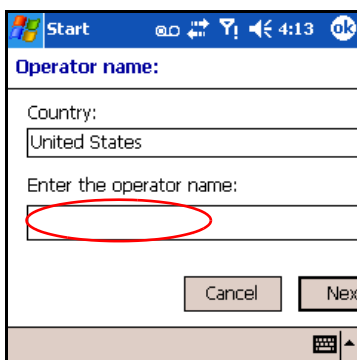 Start 4:13 ok
Operator name:
Country:
United States
Enter the operator name:
Cancel Nex